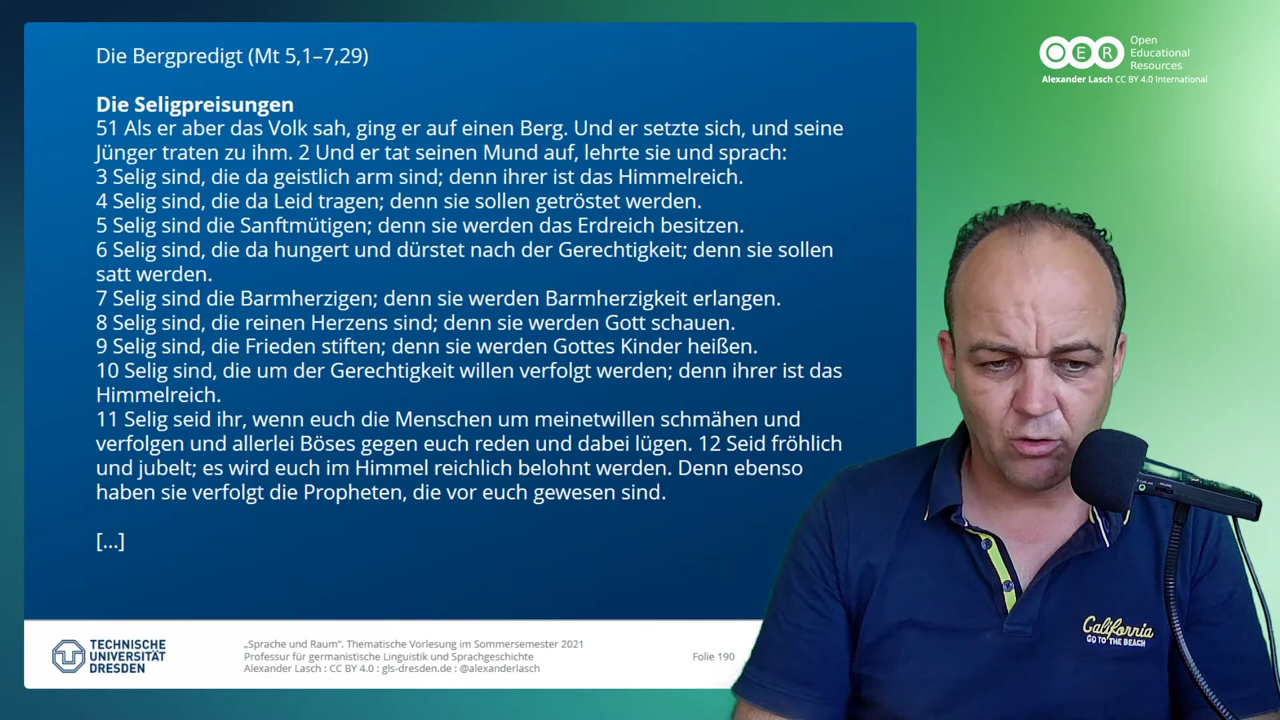 Die Bergpredigt (Mt 5,1–7,29)
Die Seligpreisungen
51 Als er aber das Volk sah, ging er auf einen Berg. Und er setzte sich, und seine
Jünger traten zu ihm. 2 Und er tat seinen Mund auf, lehrte sie und sprach:
3 Selig sind, die da geistlich arm sind; denn ihrer ist das Himmelreich.
4 Selig sind, die da Leid tragen; denn sie sollen getröstet werden.
5 Selig sind die Sanftmütigen; denn sie werden das Erdreich besitzen.
6 Selig sind, die da hungert und dürstet nach der Gerechtigkeit; denn sie sollen
satt werden.
7 Selig sind die Barmherzigen; denn sie werden Barmherzigkeit erlangen.
8 Selig sind, die reinen Herzens sind; denn sie werden Gott schauen.
9 Selig sind, die Frieden stiften; denn sie werden Gottes Kinder heißen.
10 Selig sind, die um der Gerechtigkeit willen verfolgt werden; denn ihrer ist das
Himmelreich.
11 Selig seid ihr, wenn euch die Menschen um meinetwillen schmähen und
verfolgen und allerlei Böses gegen euch reden und dabei lügen. 12 Seid fröhlich
und jubelt; es wird euch im Himmel reichlich belohnt werden. Denn ebenso
haben sie verfolgt die Propheten, die vor euch gewesen sind.
[...]
TECHNISCHE
UNIVERSITÄT
DRESDEN
„Sprache und Raum“. Thematische Vorlesung im Sommersemester 2021
Professur für germanistische Linguistik und Sprachgeschichte
Alexander Lasch : CC BY 4.0 : gls-dresden.de : @alexanderlasch
Folie 190
OER
Open
Educational
Resources
Alexander Lasch CC BY 4.0 International
California
GO TO THE BEACH